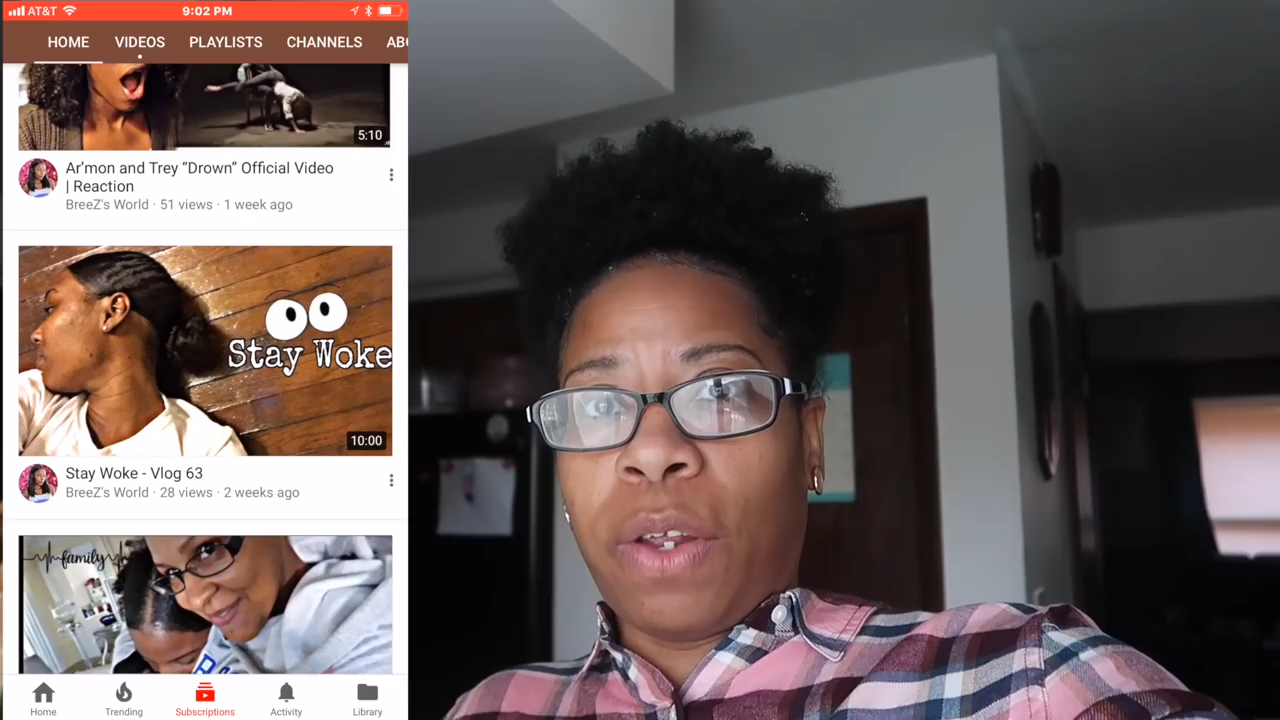 AT&T 9:02 PM
HOME VIDEOS PLAYLISTS CHANNELS AB
5:10
Ar'mon and Trey “Drown” Official Video
| Reaction
BreeZ's World · 51 views · 1 week ago
Stay Woke
10:00
Stay Woke - Vlog 63
BreeZ's World · 28 views · 2 weeks ago
family
Home Trending Subscriptions Activity Library